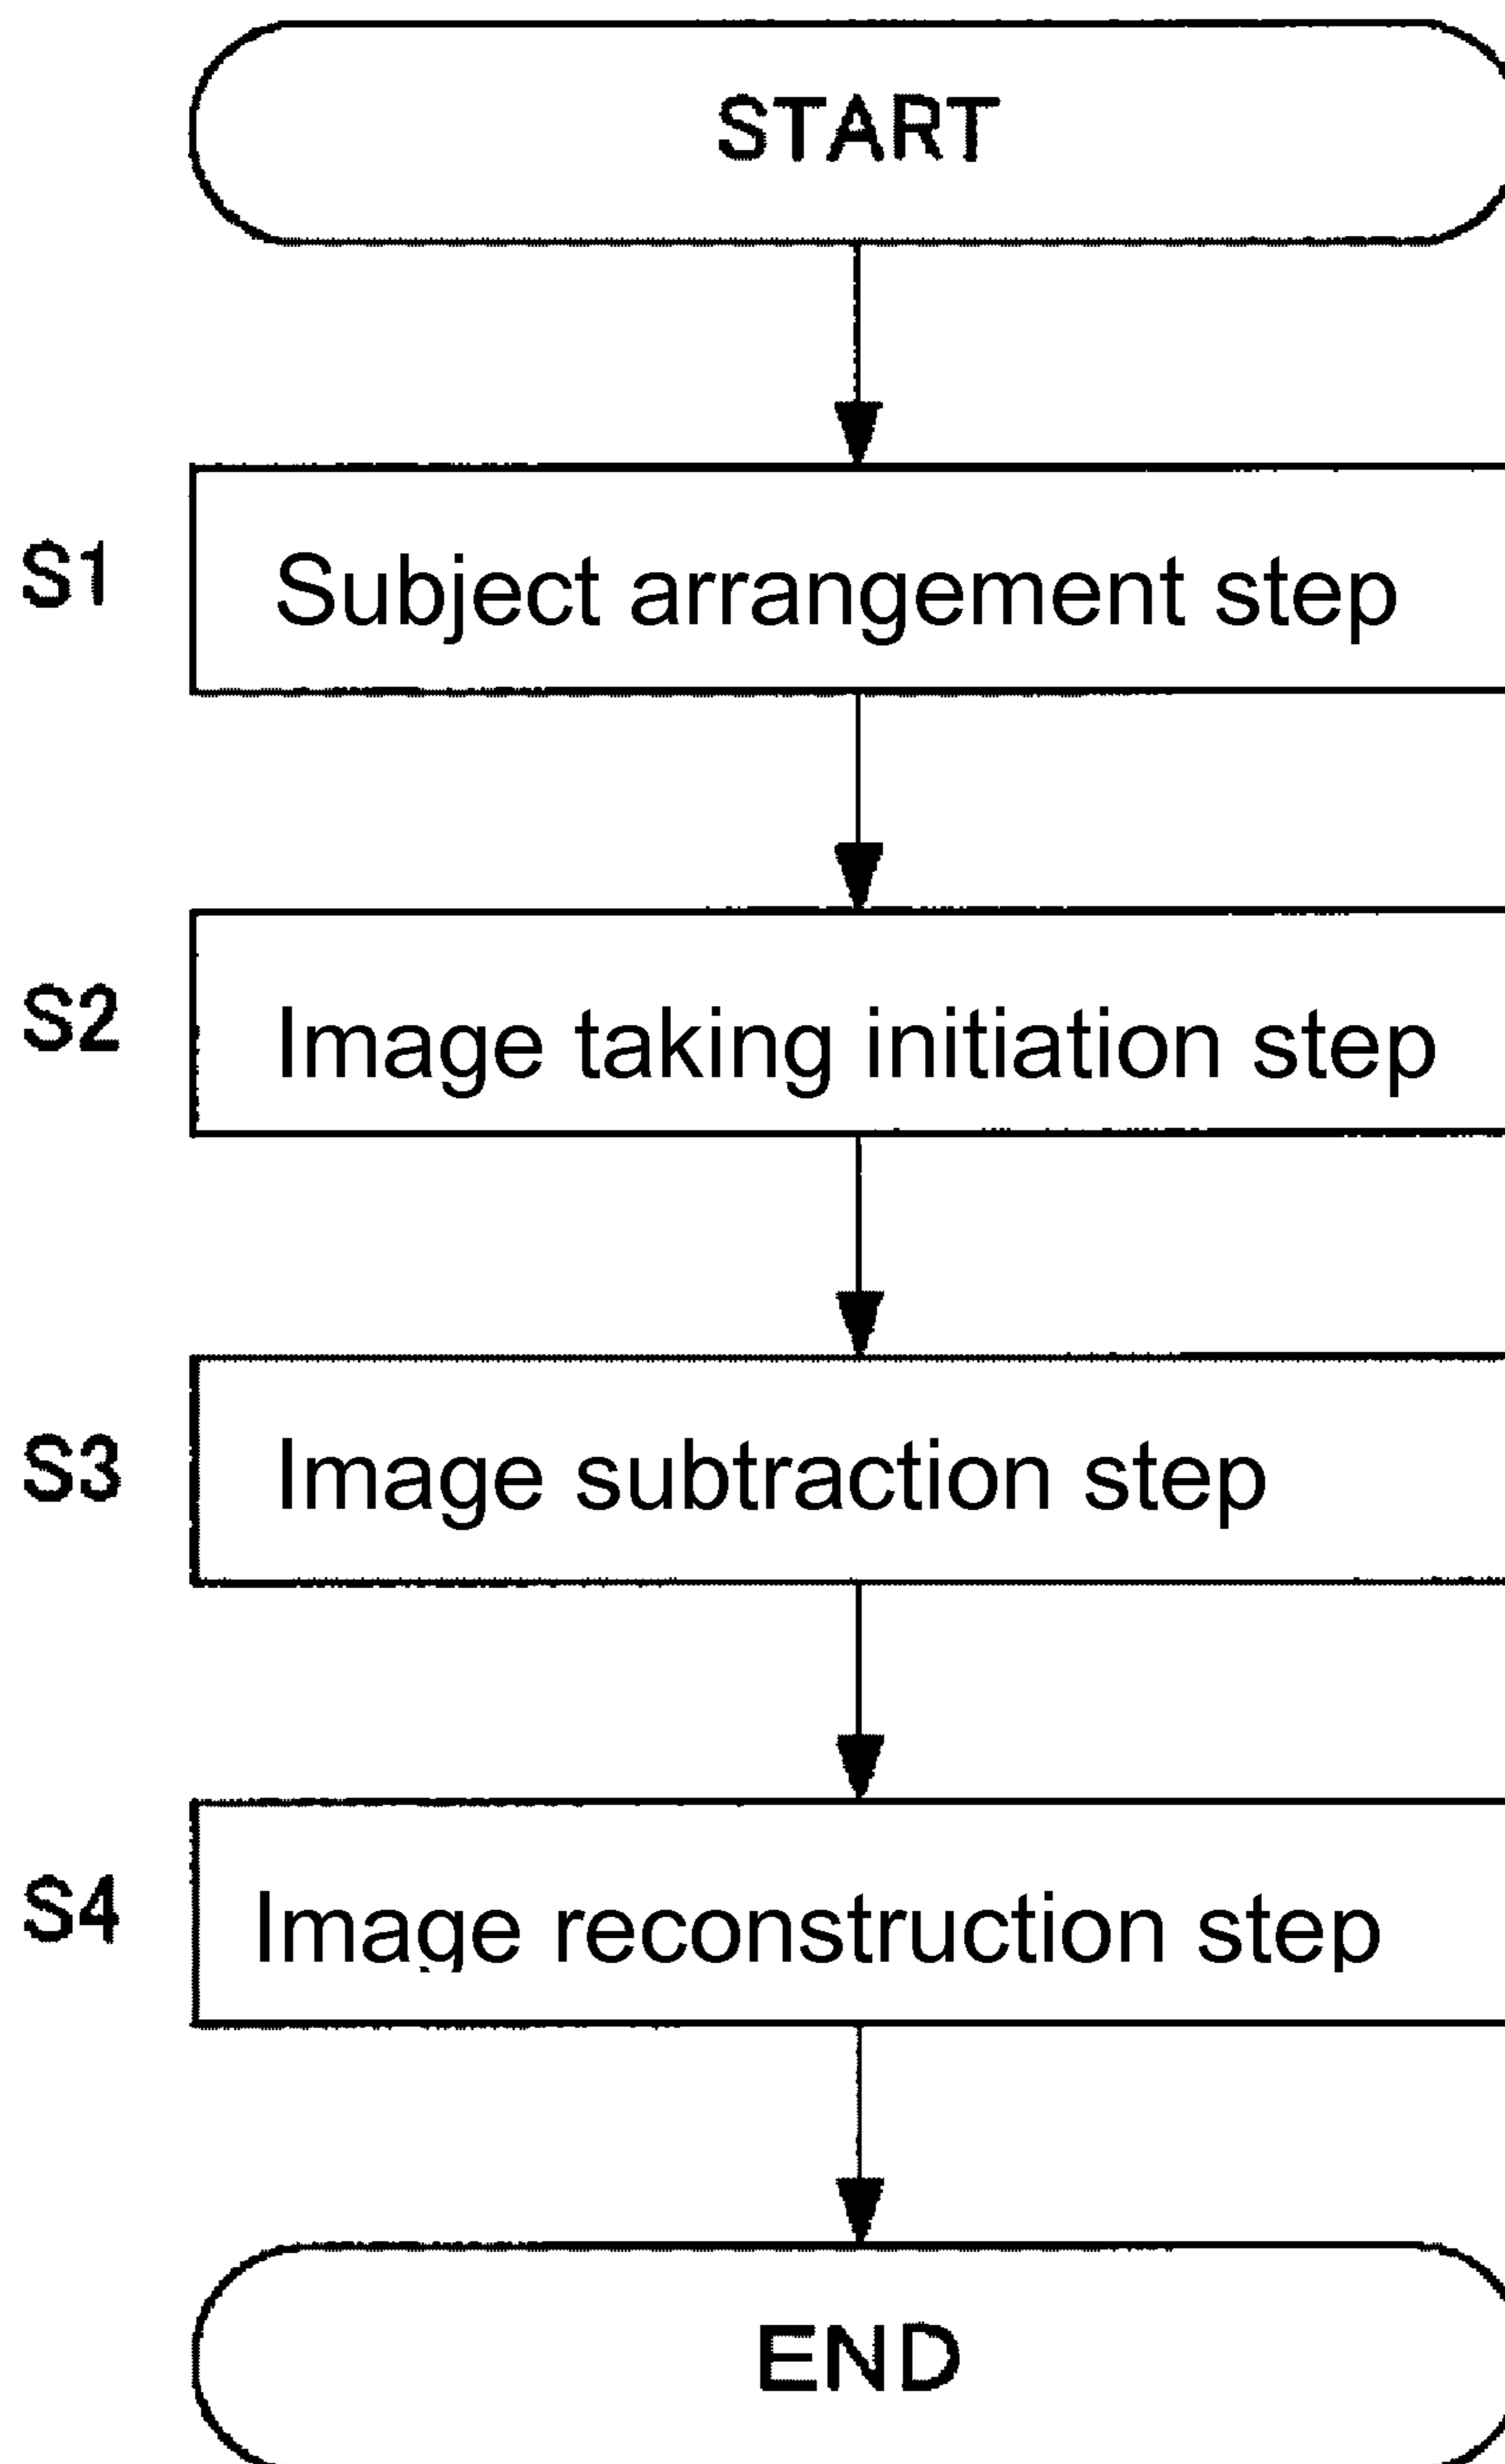 START
S1 Subject arrangement step
S2 Image taking initiation step
S3 Image subtraction step
S4 Image reconstruction step
END